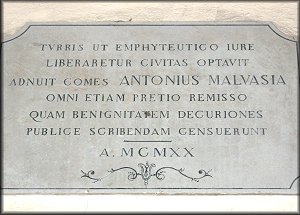 TVRRIS UT EMPHYTEUTICO IURE
LIBERARETUR CIVITAS OPTAVIT
ADNUIT COMES ANTONIUS MALVASIA
OMNI ETIAM PRETIO REMISSO
QUAM BENIGNITATEM DECURIONES
PUBLICE SCRIBENDAM CENSUERUNT
A. MCMXX